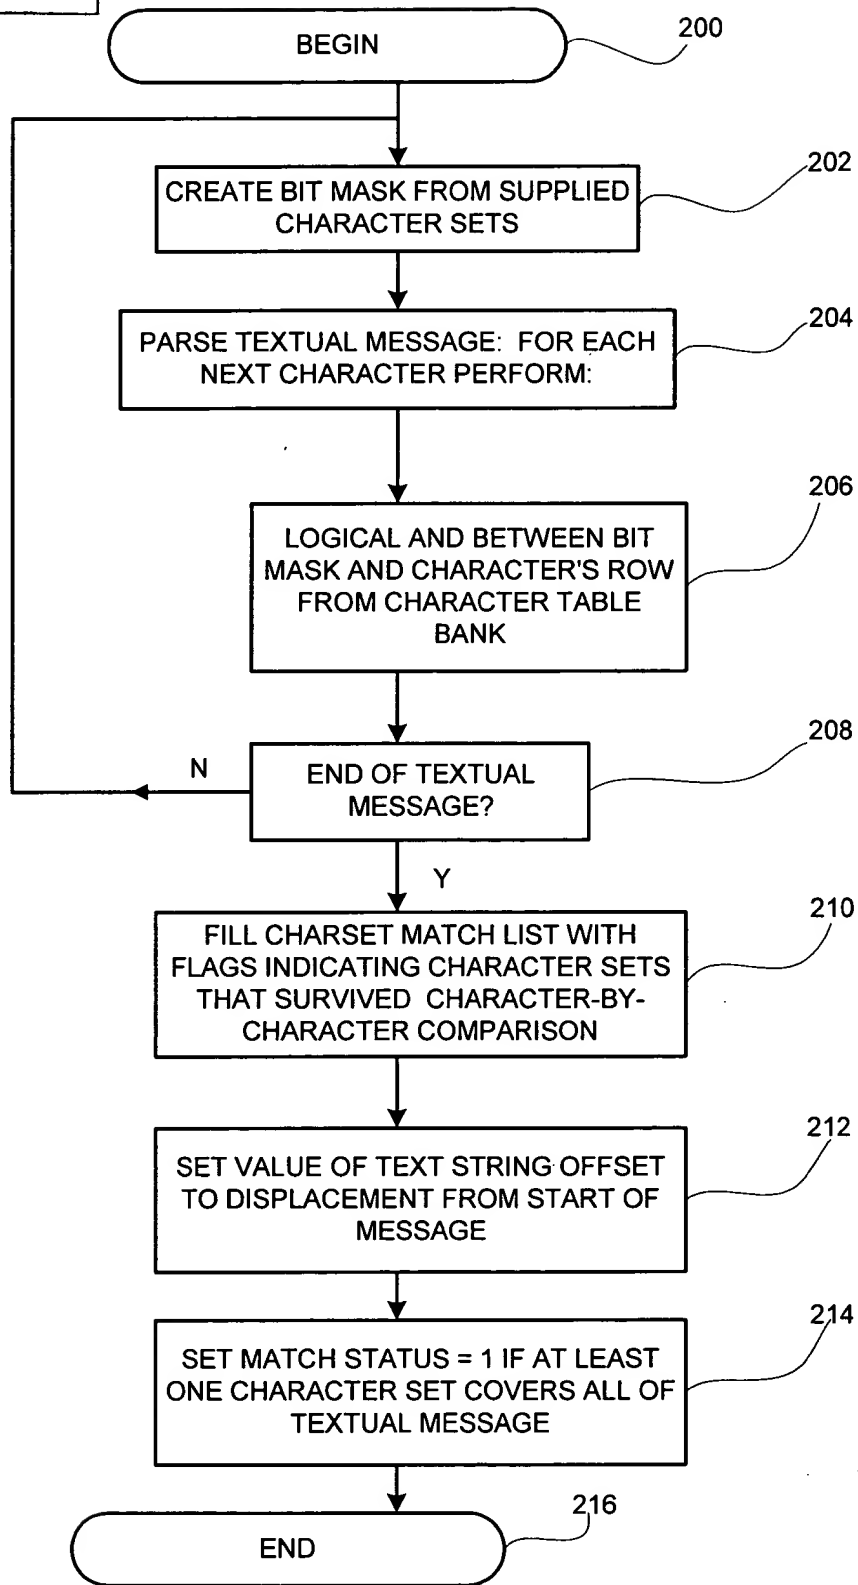 BEGIN
200
CREATE BIT MASK FROM SUPPLIED
CHARACTER SETS
202
PARSE TEXTUAL MESSAGE: FOR EACH
NEXT CHARACTER PERFORM:
204
LOGICAL AND BETWEEN BIT
MASK AND CHARACTER'S ROW
FROM CHARACTER TABLE
BANK
206
END OF TEXTUAL
MESSAGE?
208
N
Y
FILL CHARSET MATCH LIST WITH
FLAGS INDICATING CHARACTER SETS
THAT SURVIVED CHARACTER-BY-
CHARACTER COMPARISON
210
SET VALUE OF TEXT STRING OFFSET
TO DISPLACEMENT FROM START OF
MESSAGE
212
SET MATCH STATUS = 1 IF AT LEAST
ONE CHARACTER SET COVERS ALL OF
TEXTUAL MESSAGE
214
END
216